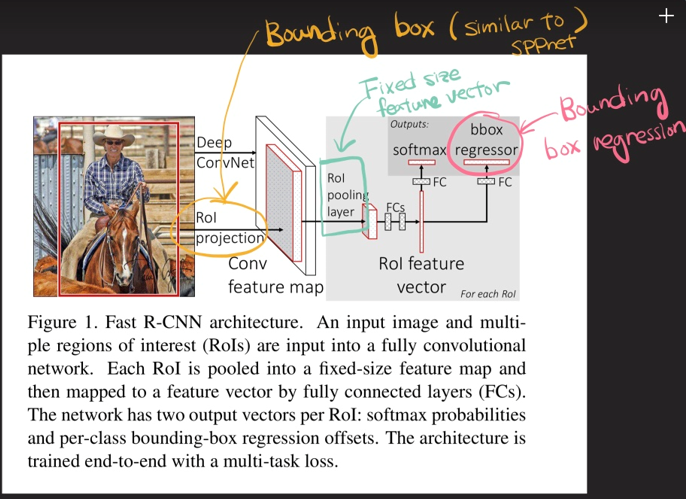 Bounding box (similar to)
SPPnet
Fixed size
feature vector
Bounding
box regression
Outputs:
bbox
softmax
regressor
Deep
ConvNet
RoI
pooling
layer
FC
FC
FCs
RoI
projection
Conv
feature map
RoI feature
vector
For each RoI
Figure 1. Fast R-CNN architecture. An input image and multi-
ple regions of interest (RoIs) are input into a fully convolutional
network. Each RoI is pooled into a fixed-size feature map and
then mapped to a feature vector by fully connected layers (FCs).
The network has two output vectors per RoI: softmax probabilities
and per-class bounding-box regression offsets. The architecture is
trained end-to-end with a multi-task loss.